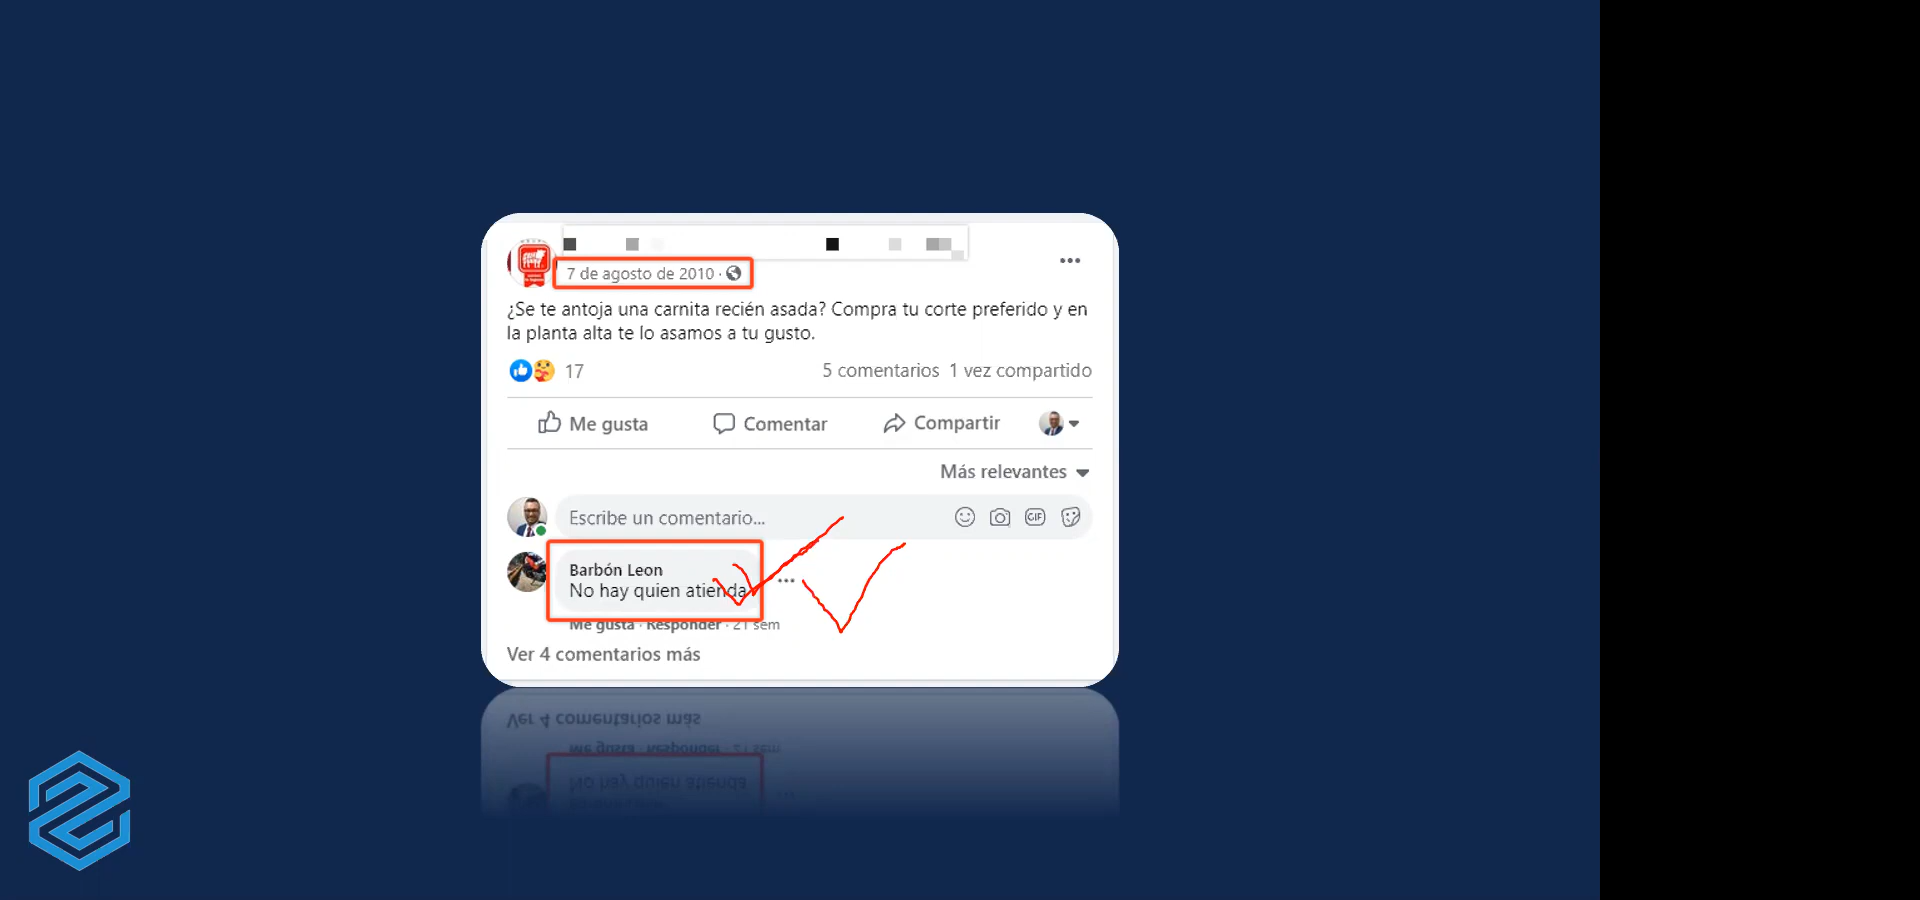 7 de agosto de 2010 ·
¿Se te antoja una carnita recién asada? Compra tu corte preferido y en
la planta alta te lo asamos a tu gusto.
17 5 comentarios 1 vez compartido
Me gusta Comentar Compartir
Más relevantes
Escribe un comentario...
GIF
Barbón Leon
No hay quien atienda
Me gusta · Responder · 21 sem
Ver 4 comentarios más